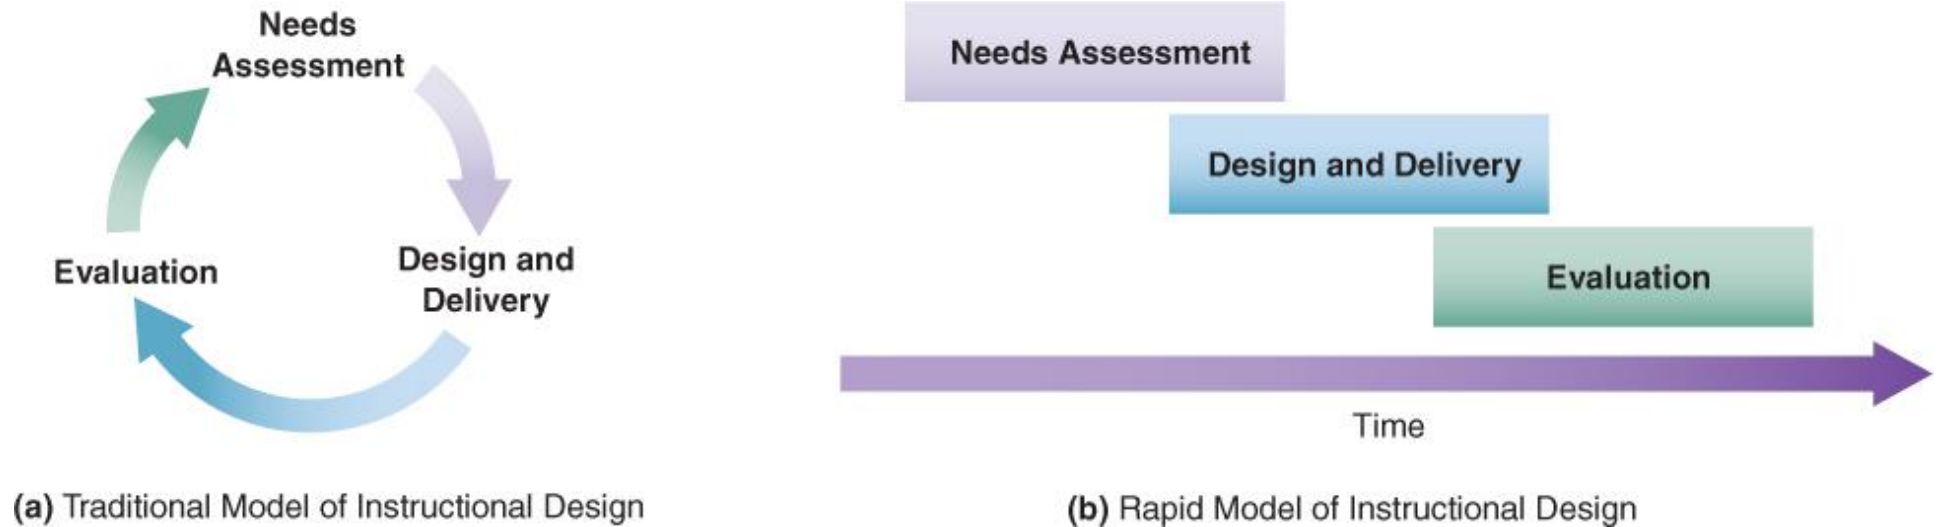 Needs
Assessment
Design and
Delivery
Evaluation
(a) Traditional Model of Instructional Design
Needs Assessment
Design and Delivery
Evaluation
Time
(b) Rapid Model of Instructional Design